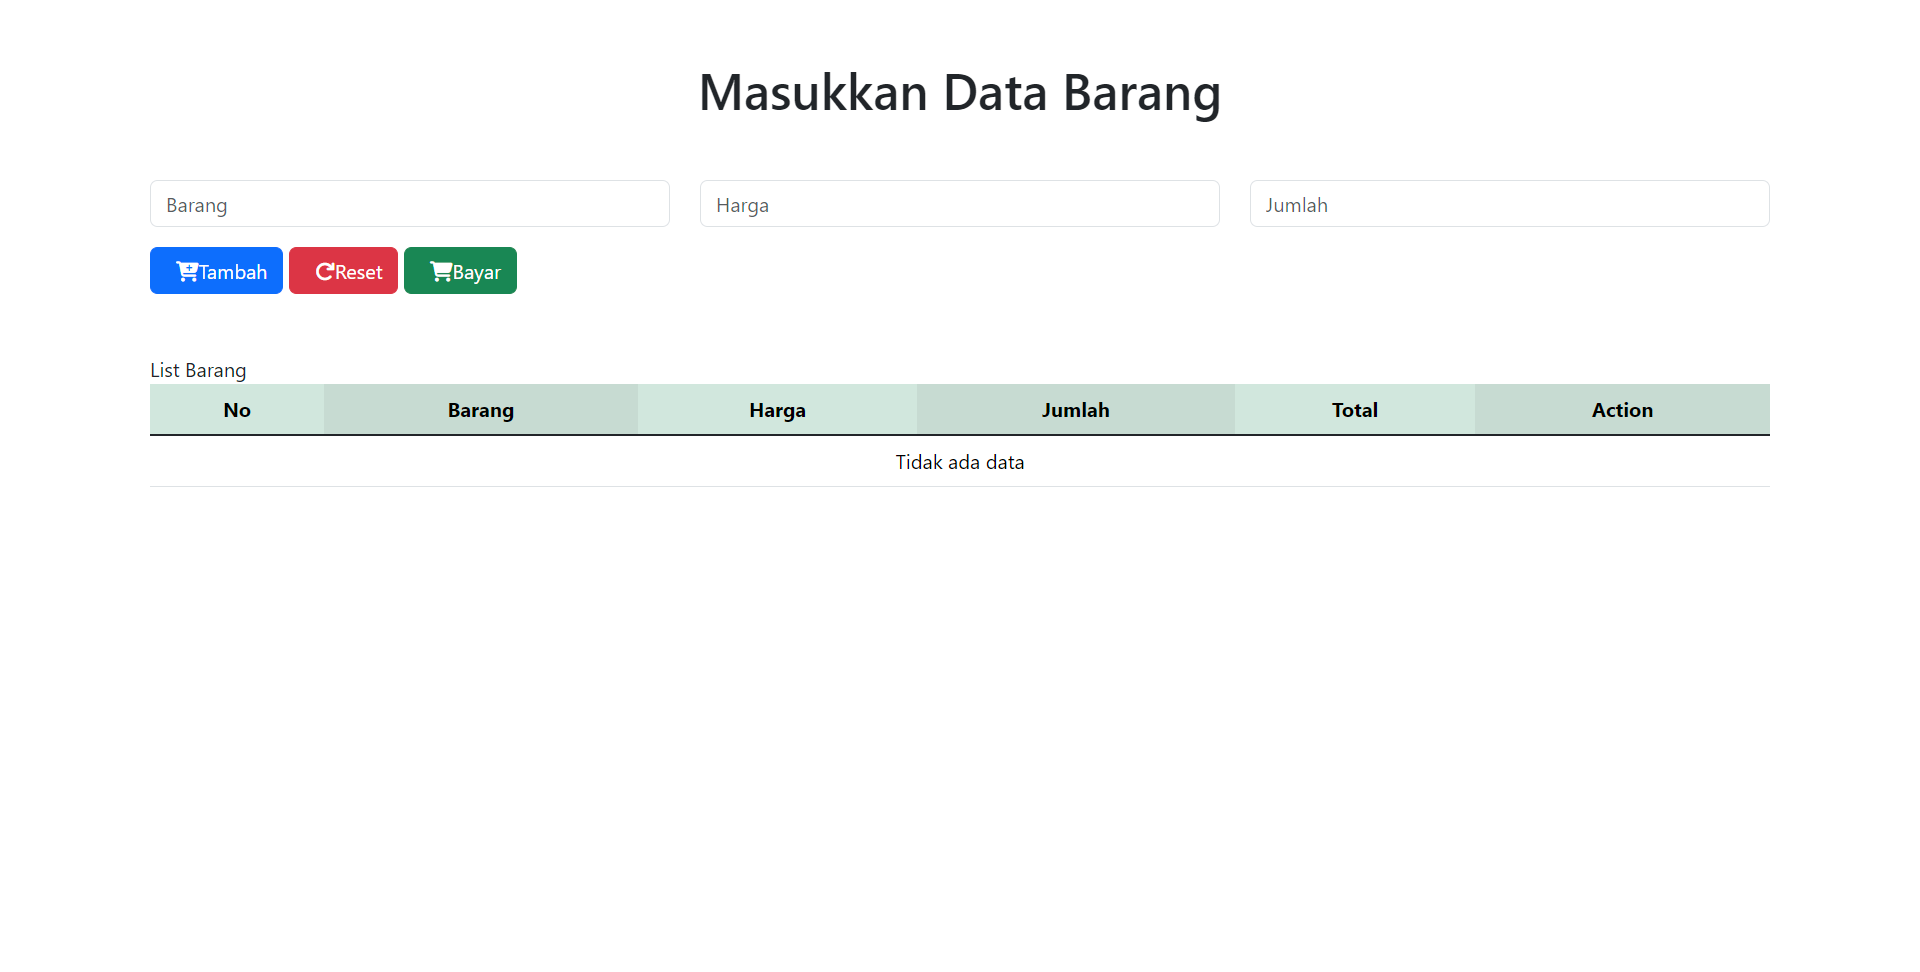 Masukkan Data Barang
Barang Harga Jumlah
Tambah Reset Bayar
List Barang
No Barang Harga Jumlah Total Action
Tidak ada data